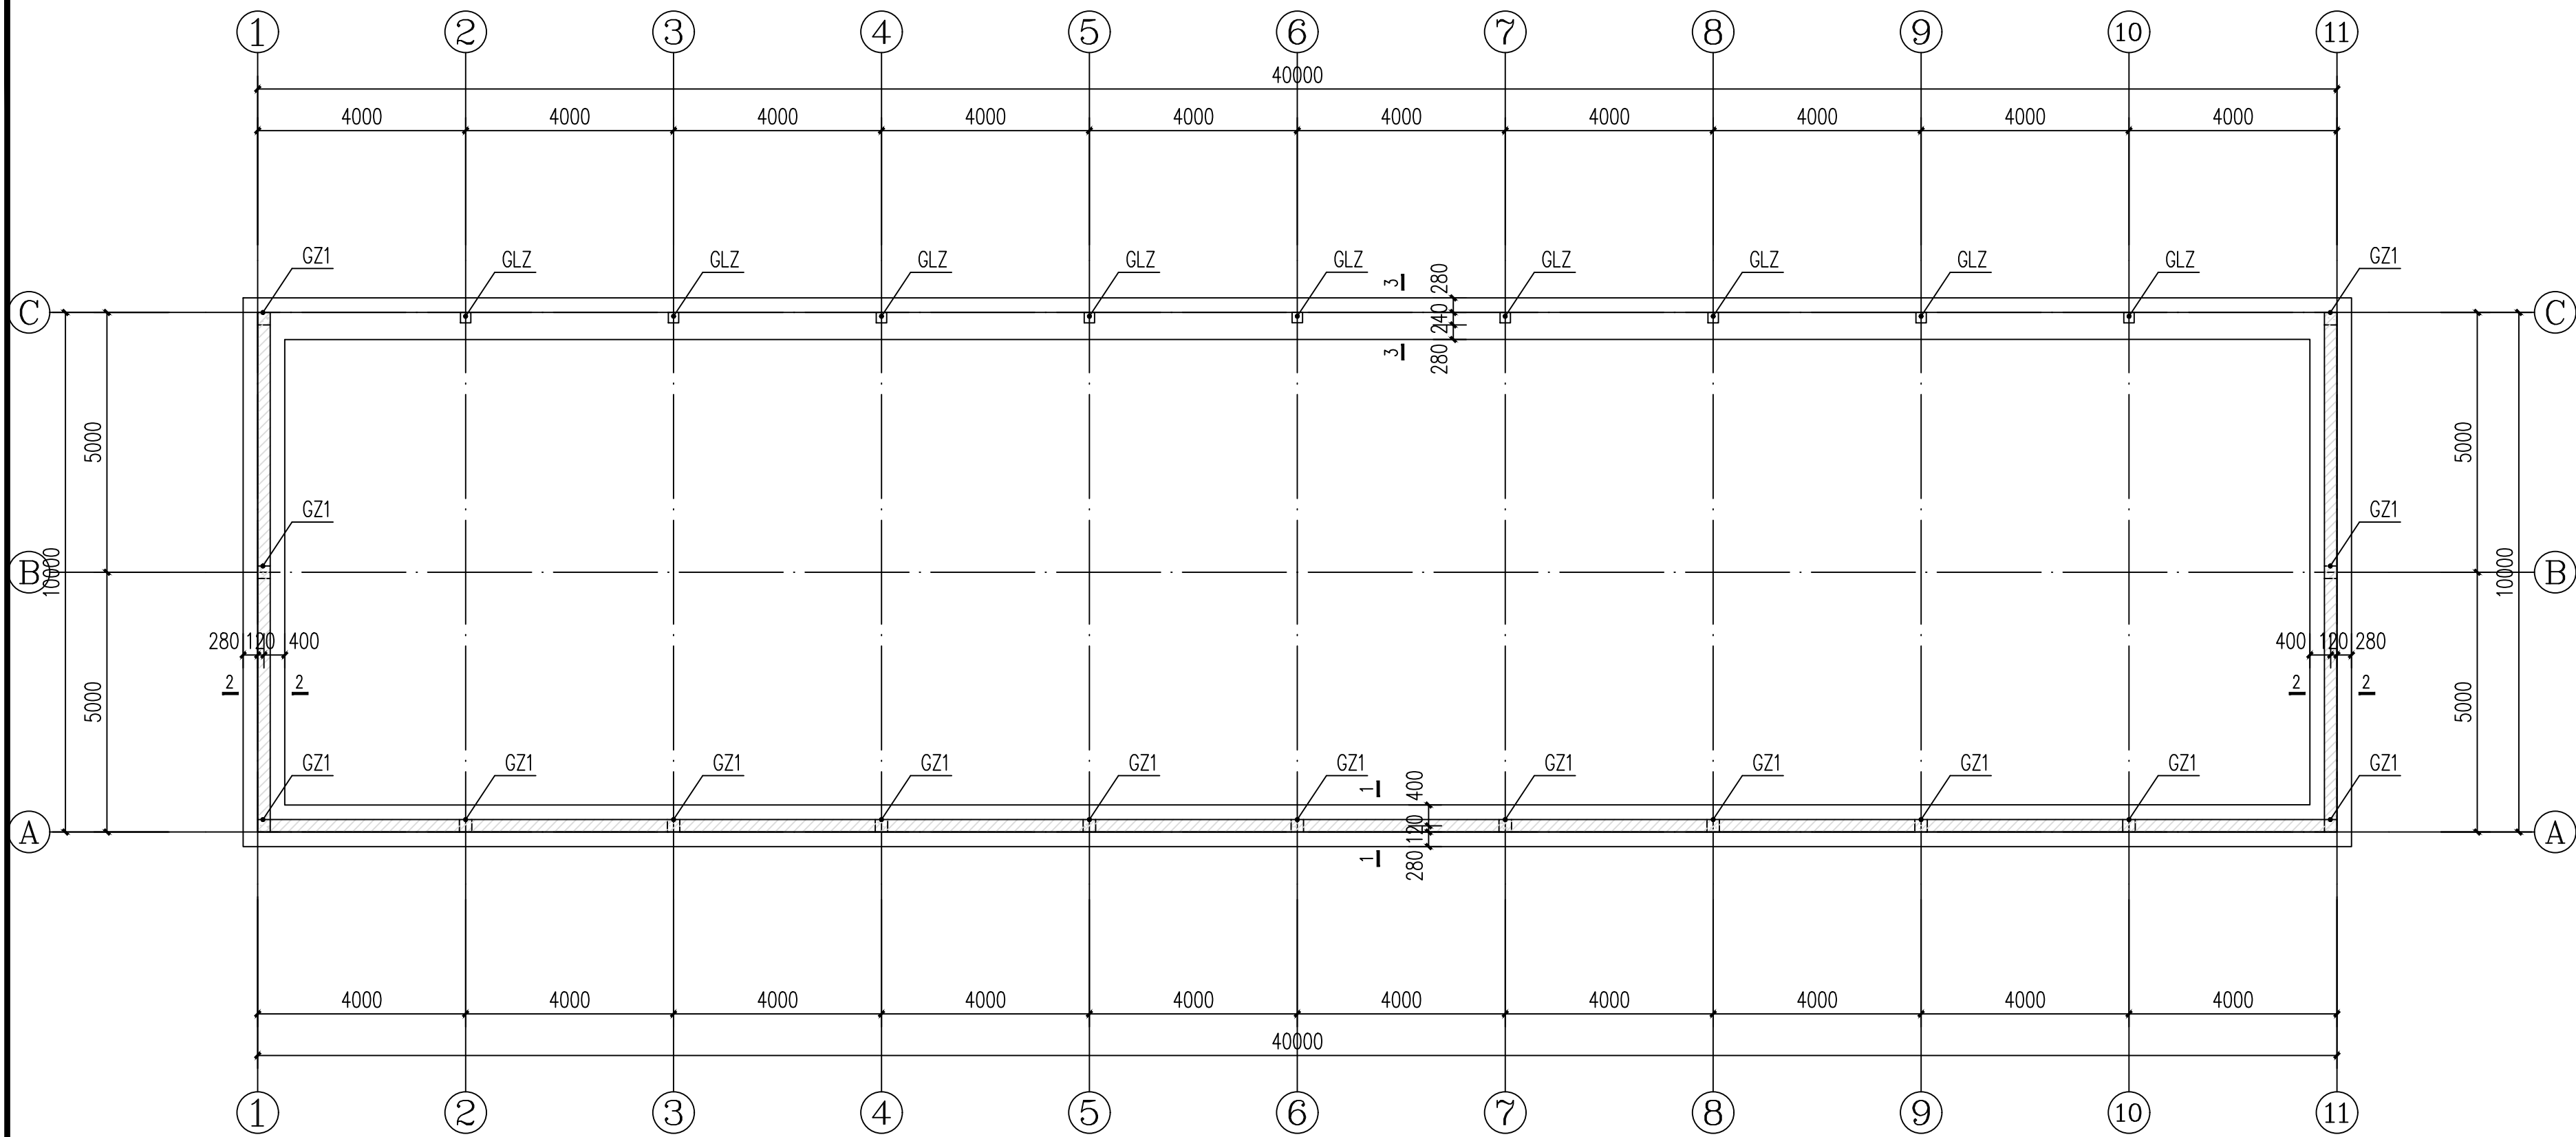 1 2 3 4 5 6 7 8 9 10 11
40000
4000 4000 4000 4000 4000 4000 4000 4000 4000 4000
GZ1 GLZ GLZ GLZ GLZ GLZ GLZ GLZ GLZ GLZ GZ1
3 280
C C
240
3 280
5000 5000
GZ1 GZ1
B 10000 10000 B
280 120 400 400 120 280
2 2 2 2
5000 5000
GZ1 GZ1 GZ1 GZ1 GZ1 GZ1 GZ1 GZ1 GZ1 GZ1 GZ1
1 400
A 120 A
1 280
4000 4000 4000 4000 4000 4000 4000 4000 4000 4000
40000
1 2 3 4 5 6 7 8 9 10 11